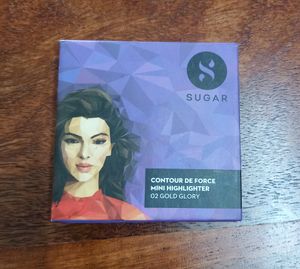 SUGAR
CONTOUR DE FORCE
MINI HIGHLIGHTER
02 GOLD GLORY